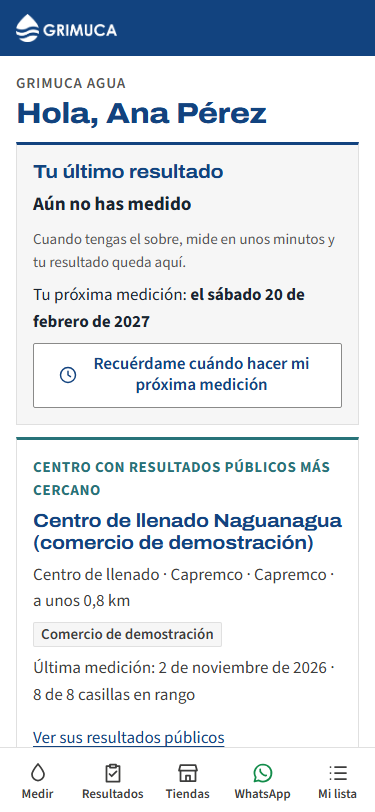 GRIMUCA
GRIMUCA AGUA
Hola, Ana Pérez
Tu último resultado
Aún no has medido
Cuando tengas el sobre, mide en unos minutos y
tu resultado queda aquí.
Tu próxima medición: el sábado 20 de
febrero de 2027
Recuérdame cuándo hacer mi
próxima medición
CENTRO CON RESULTADOS PÚBLICOS MÁS
CERCANO
Centro de llenado Naguanagua
(comercio de demostración)
Centro de llenado · Capremco · Capremco ·
a unos 0,8 km
Comercio de demostración
Última medición: 2 de noviembre de 2026 ·
8 de 8 casillas en rango
Ver sus resultados públicos
Medir Resultados Tiendas WhatsApp Mi lista